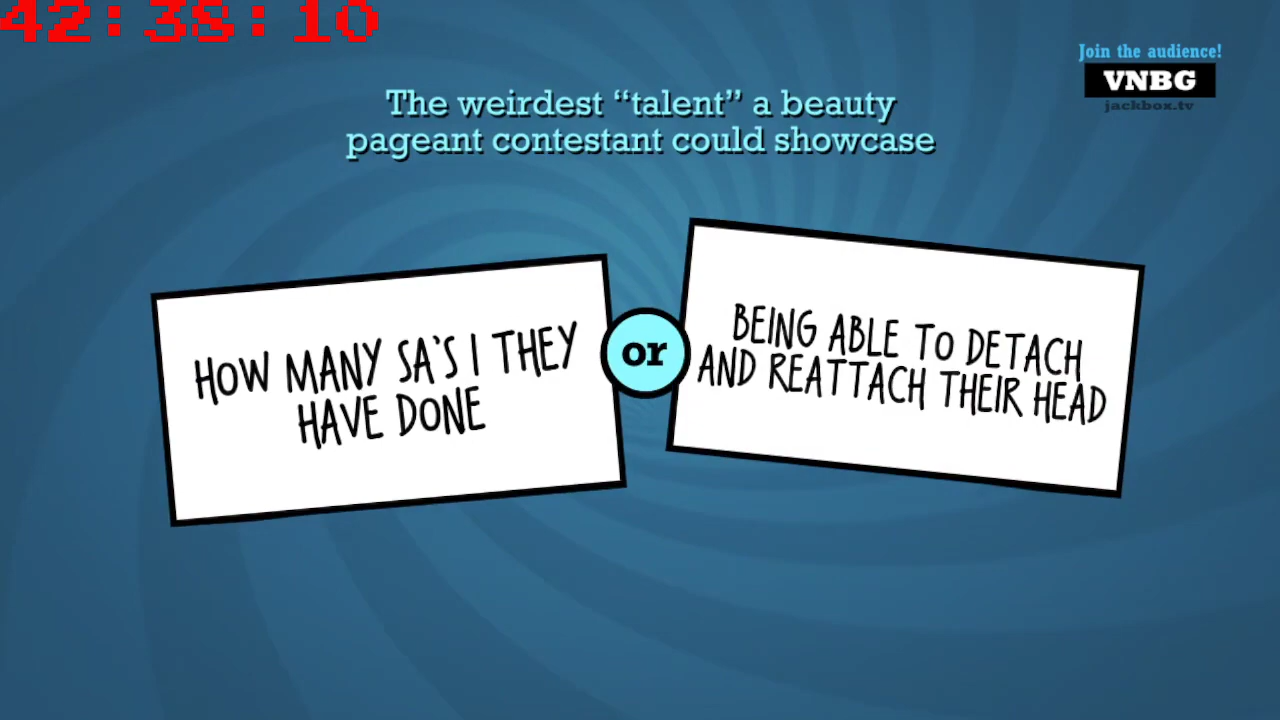 42:38:10
Join the audience!
VNBG
jackbox.tv
The weirdest “talent” a beauty
pageant contestant could showcase
HOW MANY SA'S I THEY
HAVE DONE
or
BEING ABLE TO DETACH
AND REATTACH THEIR HEAD